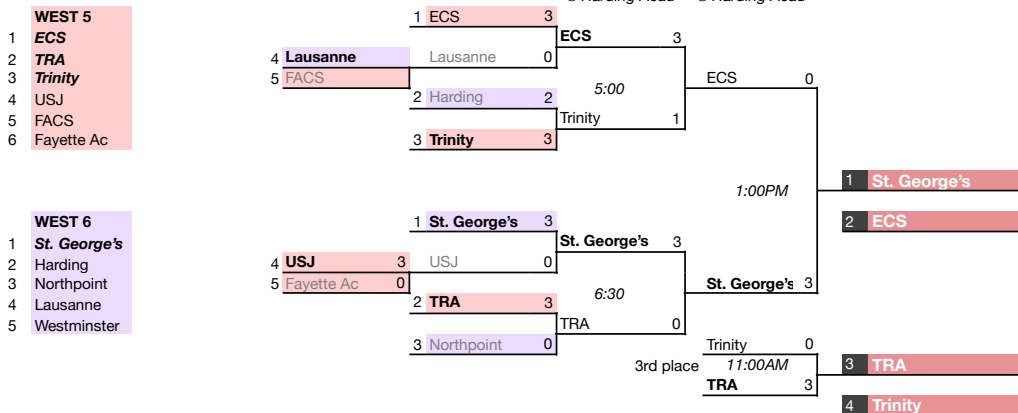 WEST 5
1 ECS
2 TRA
3 Trinity
4 USJ
5 FACS
6 Fayette Ac
WEST 6
1 St. George's
2 Harding
3 Northpoint
4 Lausanne
5 Westminster
4 Lausanne
5 FACS
4 USJ 3
5 Fayette Ac 0
1 ECS 3
Lausanne 0
2 Harding 2
3 Trinity 3
1 St. George's 3
USJ 0
2 TRA 3
3 Northpoint 0
ECS 3
5:00
Trinity 1
St. George's 3
6:30
TRA 0
ECS 0
1:00PM
St. George's 3
3rd place
Trinity 0
11:00AM
TRA 3
1 St. George's
2 ECS
3 TRA
4 Trinity